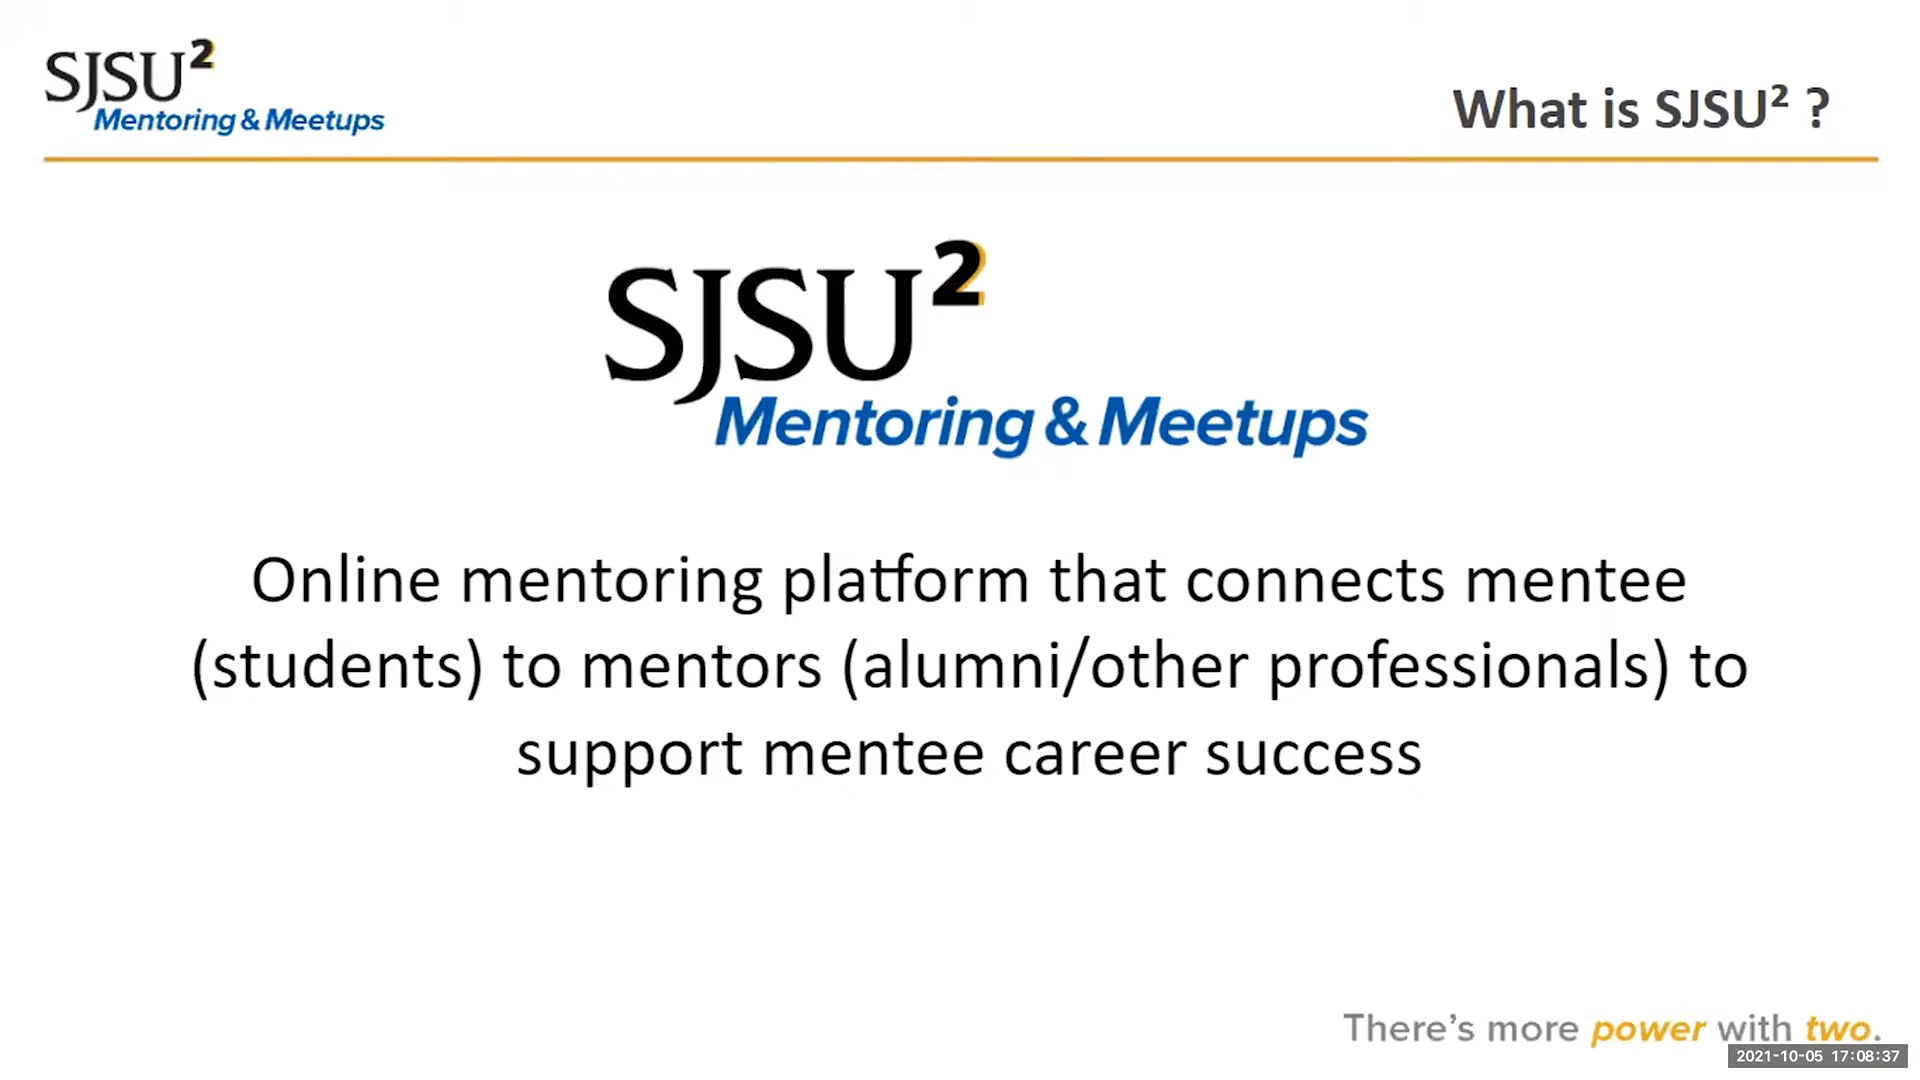 SJSU²
Mentoring & Meetups
What is SJSU² ?
SJSU²
Mentoring & Meetups
Online mentoring platform that connects mentee
(students) to mentors (alumni/other professionals) to
support mentee career success
There's more power with two.
2021-10-05 17:08:37